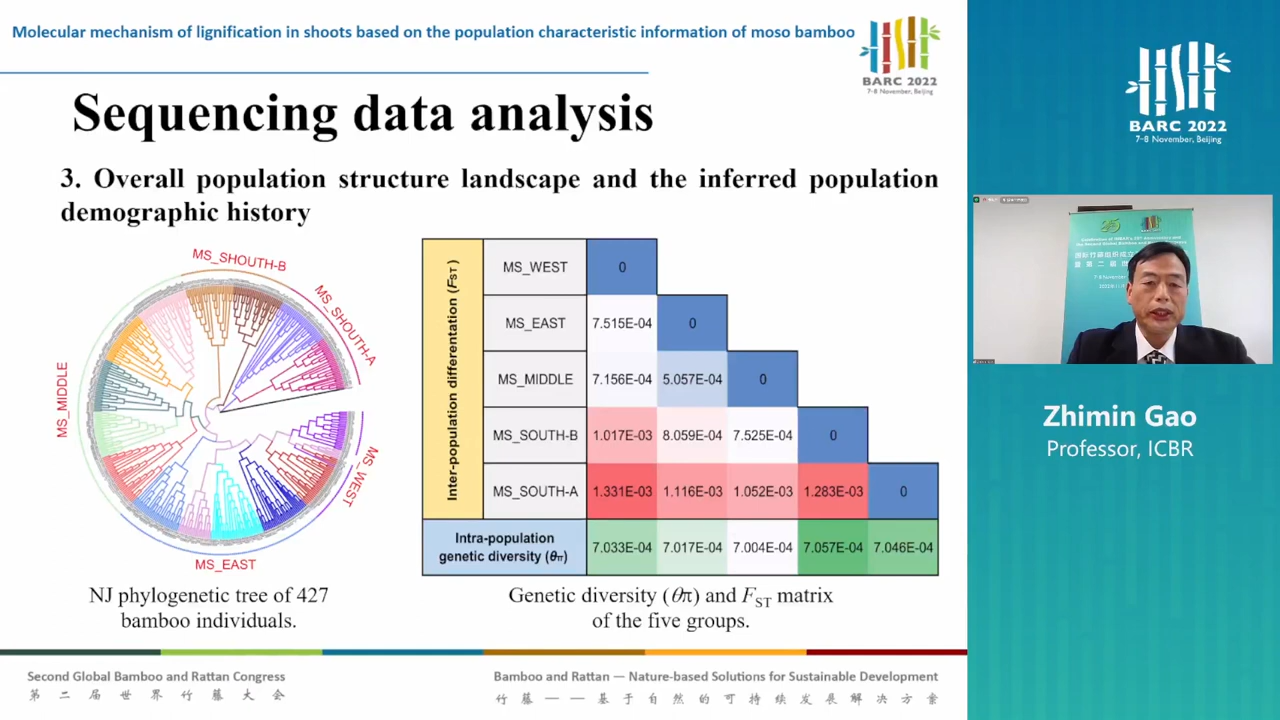 Molecular mechanism of lignification in shoots based on the population characteristic information of moso bamboo
BARC 2022
7-8 November, Beijing
Sequencing data analysis
3. Overall population structure landscape and the inferred population
demographic history
MS_SHOUTH-B
MS_SHOUTH-A
MS_MIDDLE
MS_WEST
MS_EAST
NJ phylogenetic tree of 427
bamboo individuals.
Inter-population differentiation (FST)
MS_WEST 0
MS_EAST 7.515E-04 0
MS_MIDDLE 7.156E-04 5.057E-04 0
MS_SOUTH-B 1.017E-03 8.059E-04 7.525E-04 0
MS_SOUTH-A 1.331E-03 1.116E-03 1.052E-03 1.283E-03 0
Intra-population
genetic diversity (θπ)
7.033E-04 7.017E-04 7.004E-04 7.057E-04 7.046E-04
Genetic diversity (θπ) and FST matrix
of the five groups.
Second Global Bamboo and Rattan Congress
第二届世界竹藤大会
Bamboo and Rattan — Nature-based Solutions for Sustainable Development
竹藤——基于自然的可持续发展解决方案
BARC 2022
7-8 November, Beijing
Zhimin Gao
Professor, ICBR